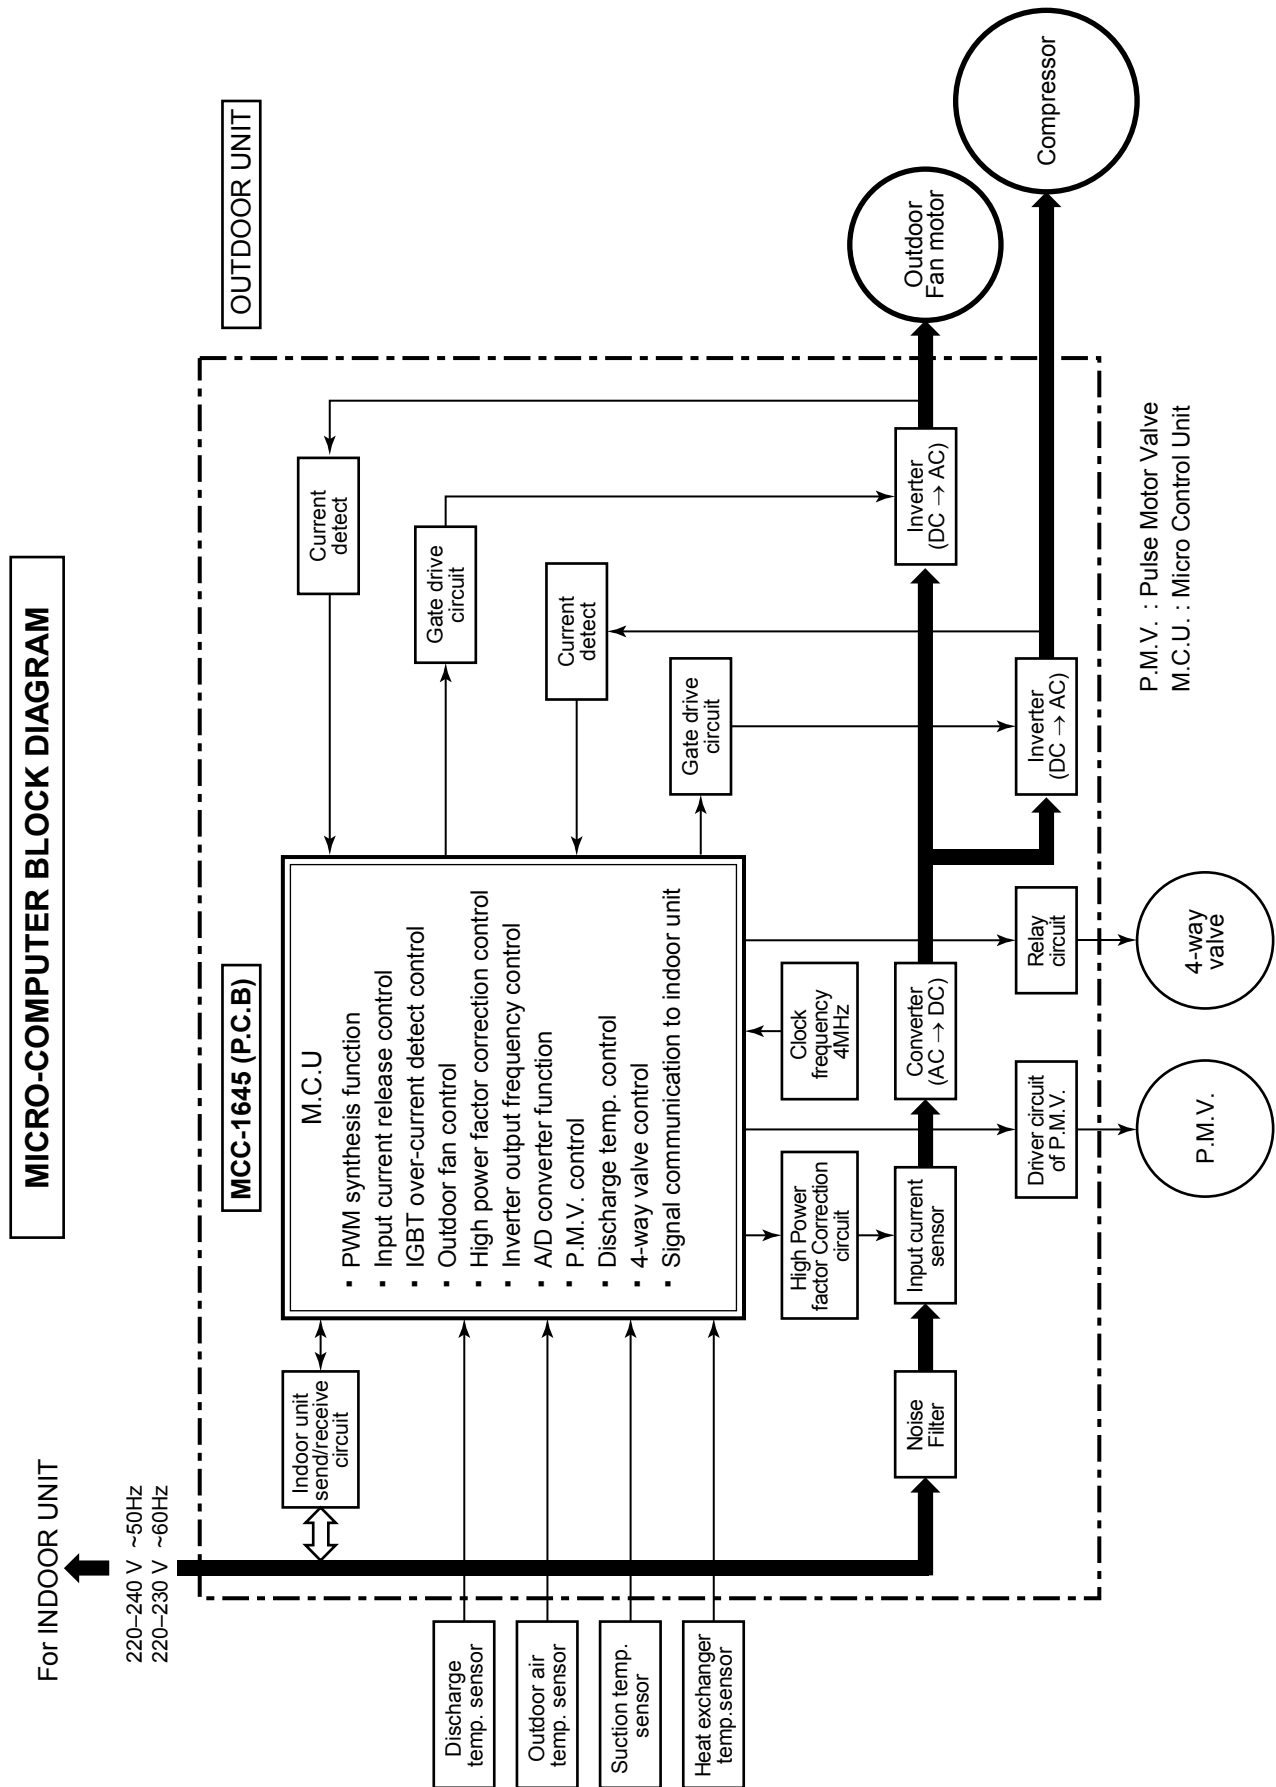 MICRO-COMPUTER BLOCK DIAGRAM
For INDOOR UNIT
220–240 V ~50Hz
220–230 V ~60Hz
MCC-1645 (P.C.B)
OUTDOOR UNIT
Indoor unit
send/receive
circuit
M.C.U
▪ PWM synthesis function
▪ Input current release control
▪ IGBT over-current detect control
▪ Outdoor fan control
▪ High power factor correction control
▪ Inverter output frequency control
▪ A/D converter function
▪ P.M.V. control
▪ Discharge temp. control
▪ 4-way valve control
▪ Signal communication to indoor unit
Current
detect
Gate drive
circuit
Current
detect
Gate drive
circuit
Discharge
temp. sensor
Outdoor air
temp. sensor
Suction temp.
sensor
Heat exchanger
temp.sensor
High Power
factor Correction
circuit
Clock
frequency
4MHz
Noise
Filter
Input current
sensor
Converter
(AC → DC)
Inverter
(DC → AC)
Outdoor
Fan motor
Driver circuit
of P.M.V.
Relay
circuit
Inverter
(DC → AC)
Compressor
P.M.V.
4-way
valve
P.M.V. : Pulse Motor Valve
M.C.U. : Micro Control Unit